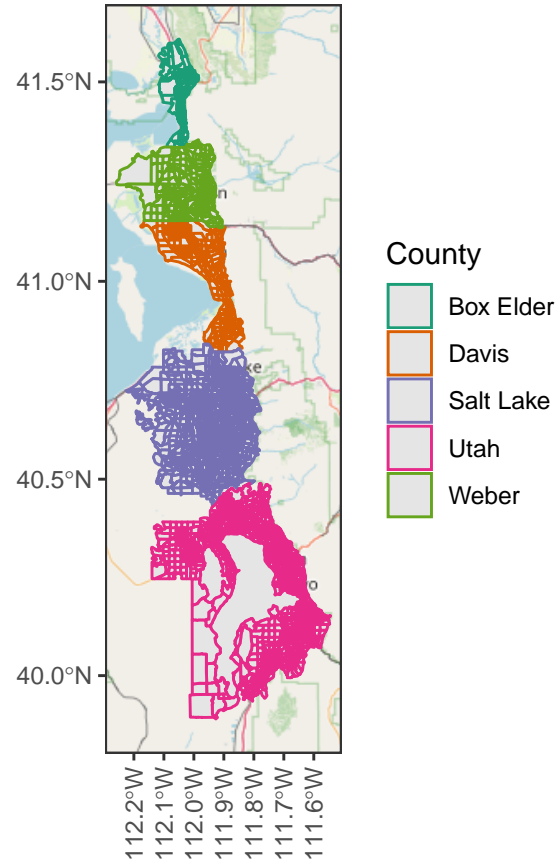 41.5°N
41.0°N
40.5°N
40.0°N
n
ke
o
112.2°W
112.1°W
112.0°W
111.9°W
111.8°W
111.7°W
111.6°W
County
Box Elder
Davis
Salt Lake
Utah
Weber